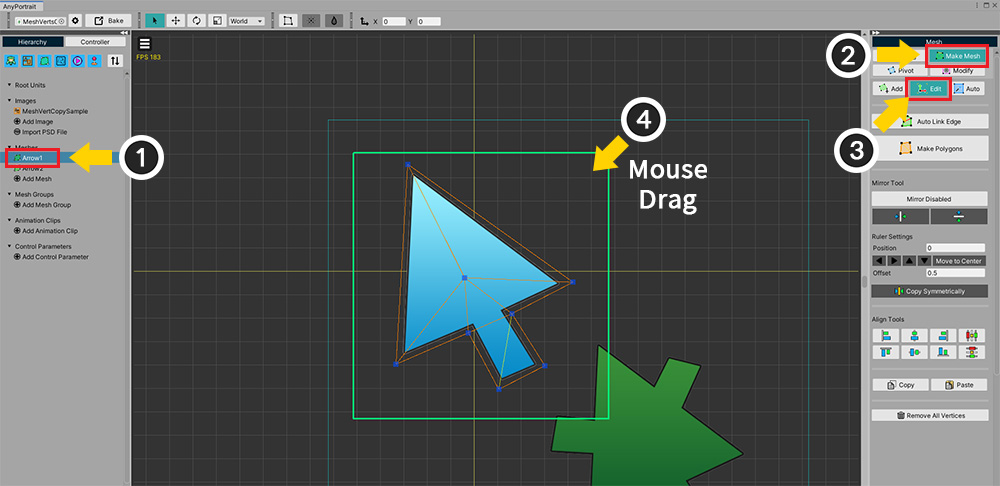 AnyPortrait
MeshVertsC
Bake
World
X 0 Y 0
Hierarchy
Controller
FPS 183
Mesh
2
Make Mesh
Pivot
Modify
Add
Edit
Auto
Root Units
Images
MeshVertCopySample
Add Image
Import PSD File
Meshes
Arrow1
1
Arrow2
Add Mesh
Mesh Groups
Add Mesh Group
Animation Clips
Add Animation Clip
Control Parameters
Add Control Parameter
4
Mouse
Drag
3
Auto Link Edge
Make Polygons
Mirror Tool
Mirror Disabled
Ruler Settings
Position 0
Move to Center
Offset 0.5
Copy Symmetrically
Align Tools
Copy
Paste
Remove All Vertices